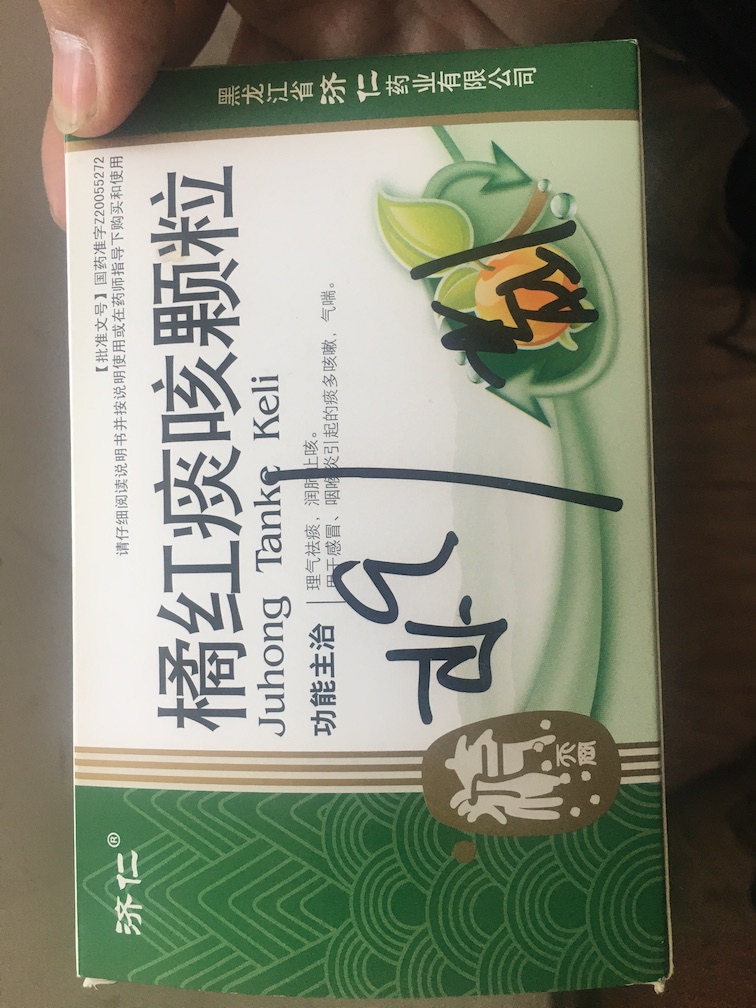 济仁®
【批准文号】国药准字Z20055272
请仔细阅读说明书并按说明使用或在药师指导下购买和使用
橘红痰咳颗粒
Juhong Tanke Keli
功能主治
理气祛痰，润肺止咳。
用于感冒、咽喉炎引起的痰多咳嗽，气喘。
黑龙江省济仁药业有限公司